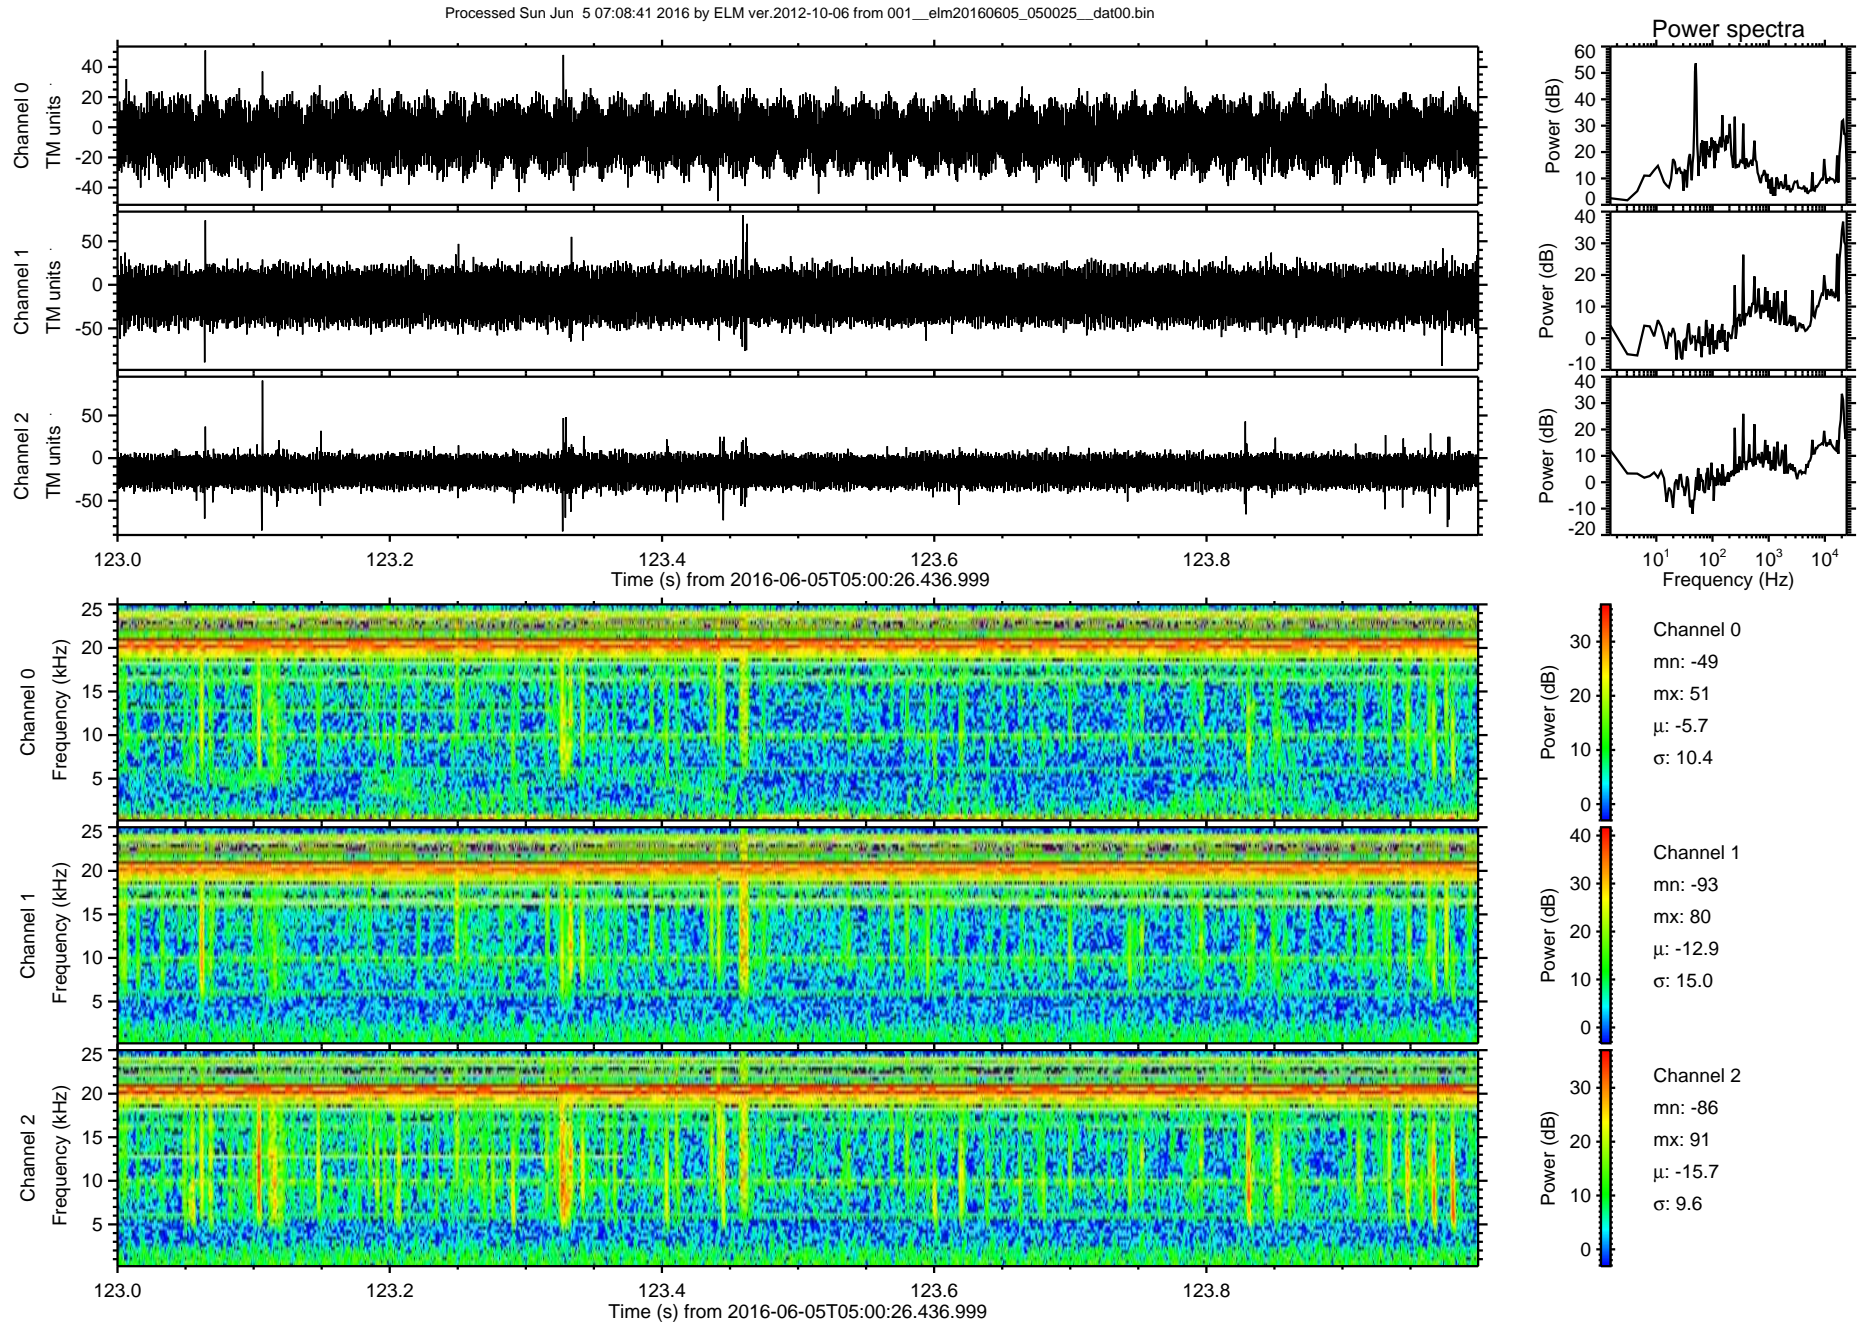 Processed Sun Jun  5 07:08:41 2016 by ELM ver.2012-10-06 from 001__elm20160605_050025__dat00.bin
Power spectra
Channel 0
TM units
40
20
0
-20
-40
Power (dB)
60
50
40
30
20
10
0
Channel 1
TM units
50
0
-50
Power (dB)
40
30
20
10
0
-10
Channel 2
TM units
50
0
-50
Power (dB)
40
30
20
10
0
-10
-20
123.0 123.2 123.4 123.6 123.8
Time (s) from 2016-06-05T05:00:26.436.999
10^1 10^2 10^3 10^4
Frequency (Hz)
Channel 0
Frequency (kHz)
25
20
15
10
5
Power (dB)
30
20
10
0
Channel 0
mn: -49
mx: 51
μ: -5.7
σ: 10.4
Channel 1
Frequency (kHz)
25
20
15
10
5
Power (dB)
40
30
20
10
0
Channel 1
mn: -93
mx: 80
μ: -12.9
σ: 15.0
Channel 2
Frequency (kHz)
25
20
15
10
5
Power (dB)
30
20
10
0
Channel 2
mn: -86
mx: 91
μ: -15.7
σ: 9.6
123.0 123.2 123.4 123.6 123.8
Time (s) from 2016-06-05T05:00:26.436.999